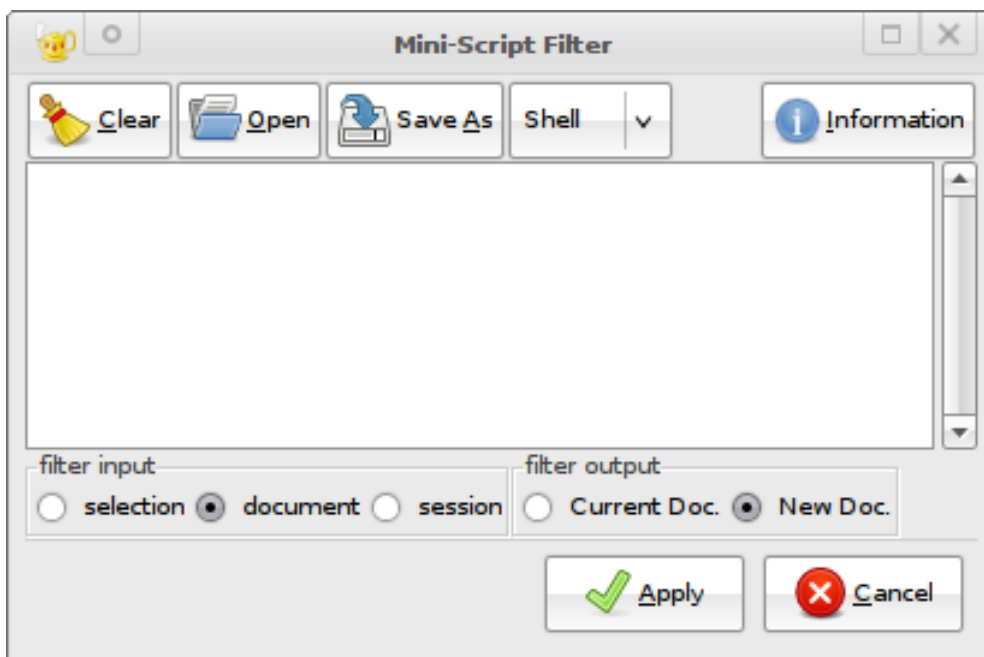 Mini-Script Filter
Clear Open Save As Shell Information
filter input filter output
selection document session Current Doc. New Doc.
Apply Cancel